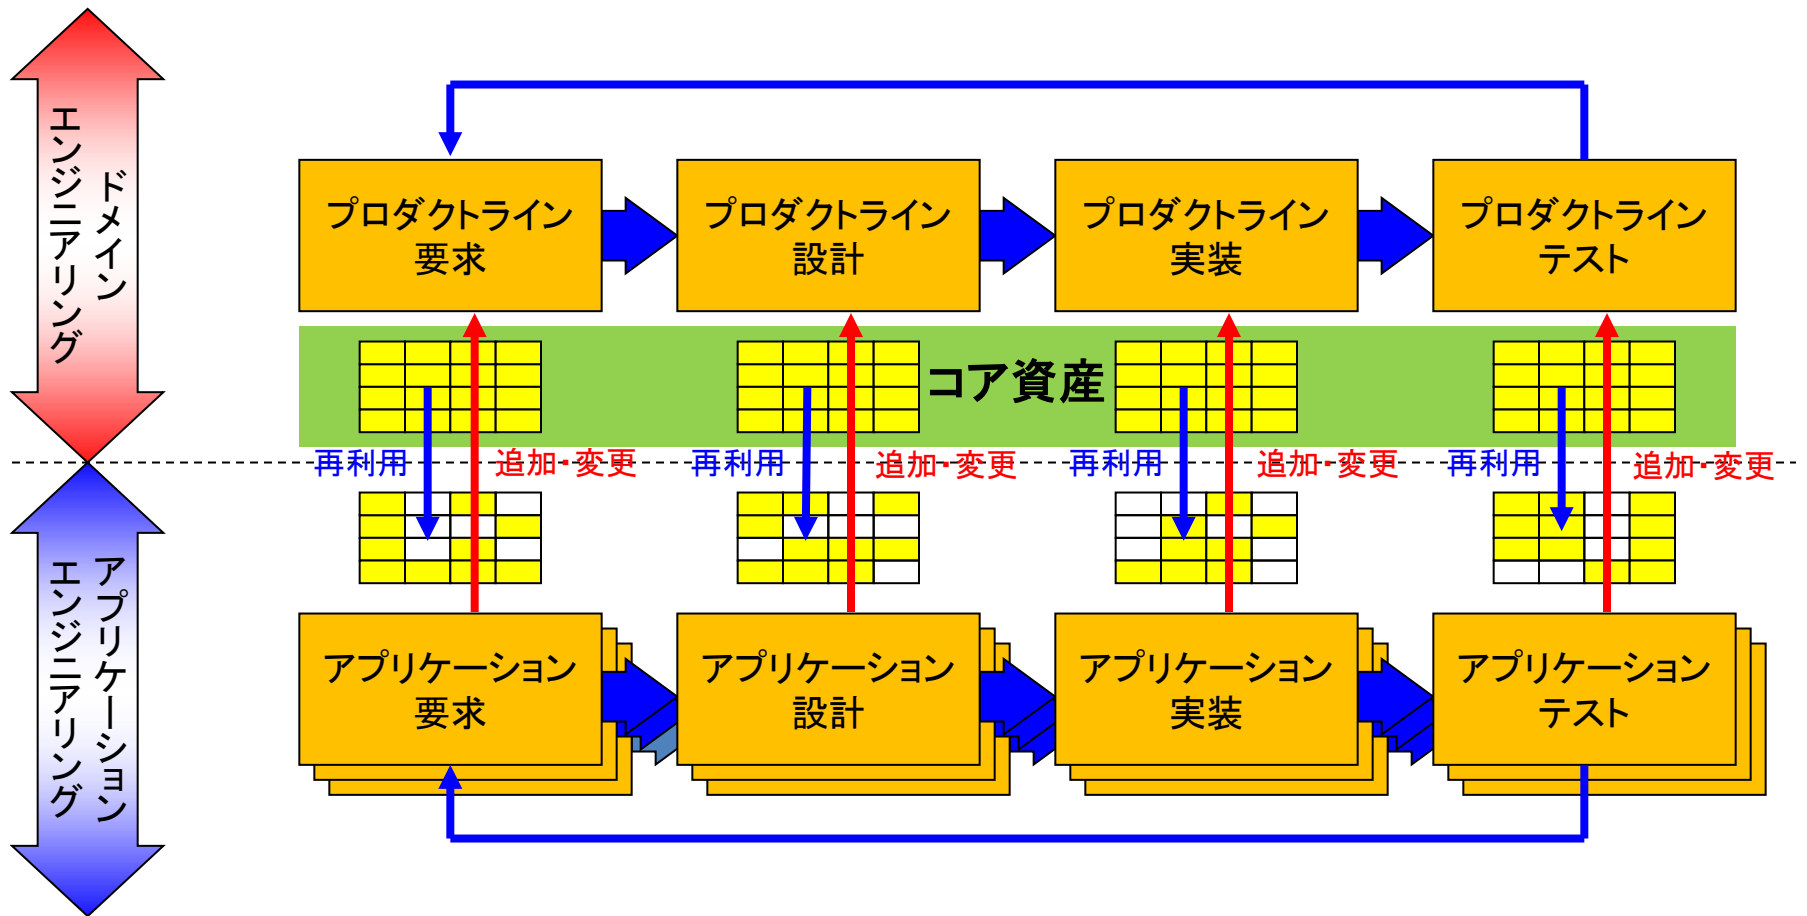 ドメイン
エンジニアリング
プロダクトライン
要求
プロダクトライン
設計
プロダクトライン
実装
プロダクトライン
テスト
コア資産
再利用
追加・変更
再利用
追加・変更
再利用
追加・変更
再利用
追加・変更
アプリケーション
エンジニアリング
アプリケーション
要求
アプリケーション
設計
アプリケーション
実装
アプリケーション
テスト